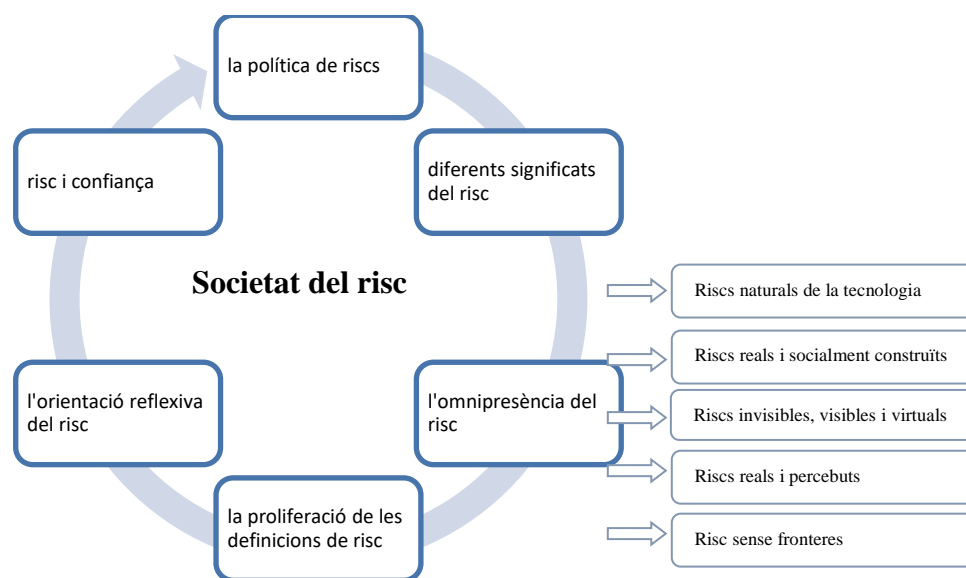 la política de riscs
diferents significats
del risc
l'omnipresència del
risc
la proliferació de les
definicions de risc
l'orientació reflexiva
del risc
risc i confiança
Societat del risc
Riscs naturals de la tecnologia
Riscs reals i socialment construïts
Riscs invisibles, visibles i virtuals
Riscs reals i percebuts
Risc sense fronteres